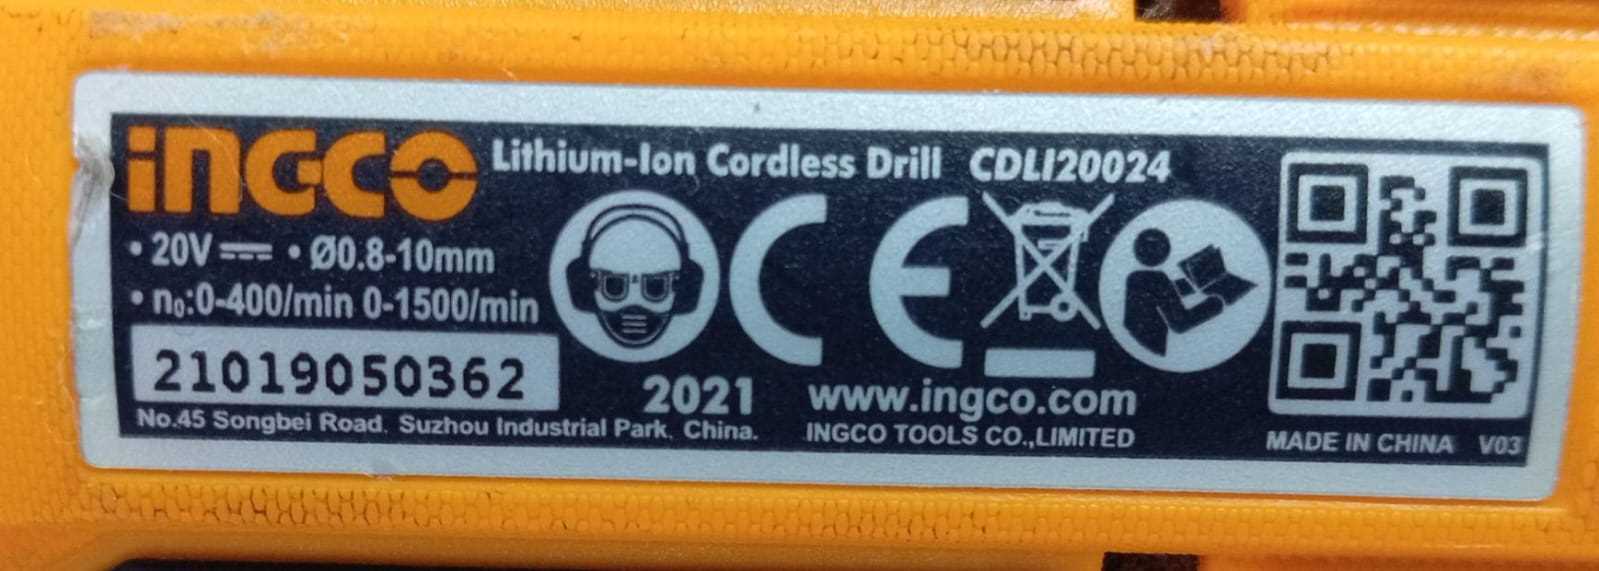 INGCO Lithium-Ion Cordless Drill CDLI20024
• 20V ⎓ • Ø0.8-10mm
• n₀:0-400/min 0-1500/min
21019050362
2021 www.ingco.com
No.45 Songbei Road, Suzhou Industrial Park, China.
INGCO TOOLS CO.,LIMITED
MADE IN CHINA V03